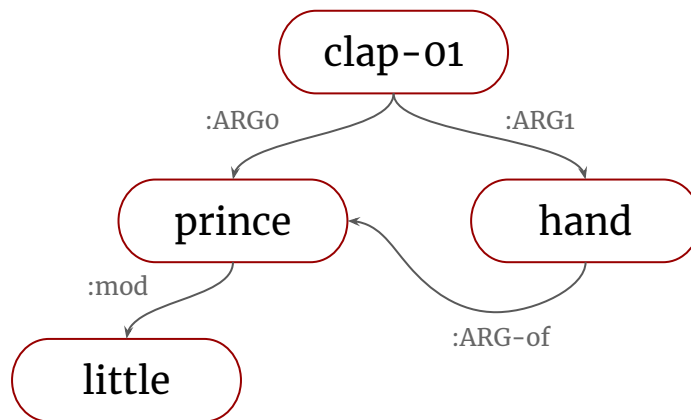 clap-01
:ARG0
:ARG1
prince
hand
:mod
:ARG-of
little